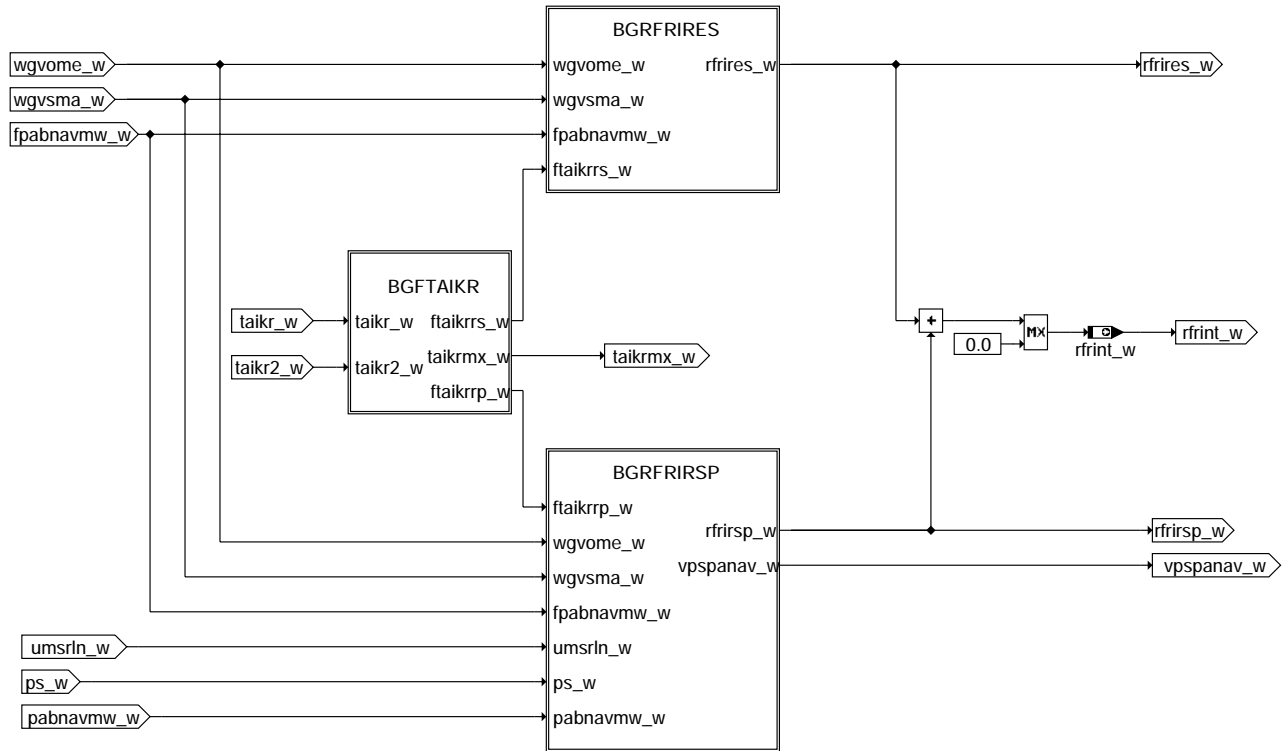 BGRFRIRES
wgvome_w
wgvome_w
rfrires_w
rfrires_w
wgvsma_w
wgvsma_w
fpabnavmw_w
fpabnavmw_w
ftaikrrs_w
BGFTAIKR
taikr_w
taikr_w
ftaikrrs_w
+
MX
rfrint_w
0.0
rfrint_w
taikrmx_w
taikrmx_w
taikr2_w
taikr2_w
ftaikrrp_w
BGRFRIRSP
ftaikrrp_w
rfrirsp_w
rfrirsp_w
wgvome_w
vpspanav_w
vpspanav_w
wgvsma_w
fpabnavmw_w
umsrln_w
umsrln_w
ps_w
ps_w
pabnavmw_w
pabnavmw_w